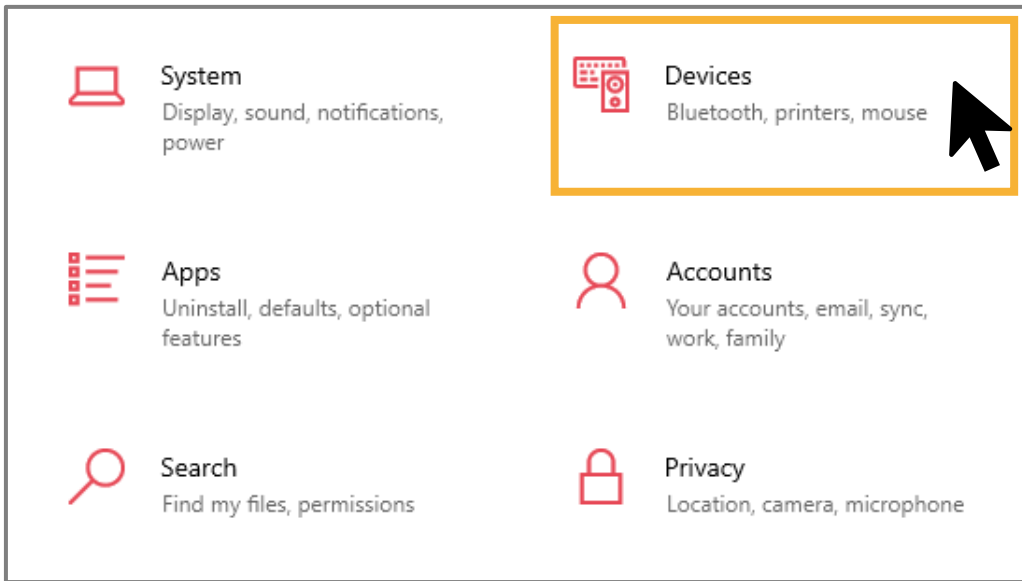 System
Display, sound, notifications,
power
Devices
Bluetooth, printers, mouse
Apps
Uninstall, defaults, optional
features
Accounts
Your accounts, email, sync,
work, family
Search
Find my files, permissions
Privacy
Location, camera, microphone